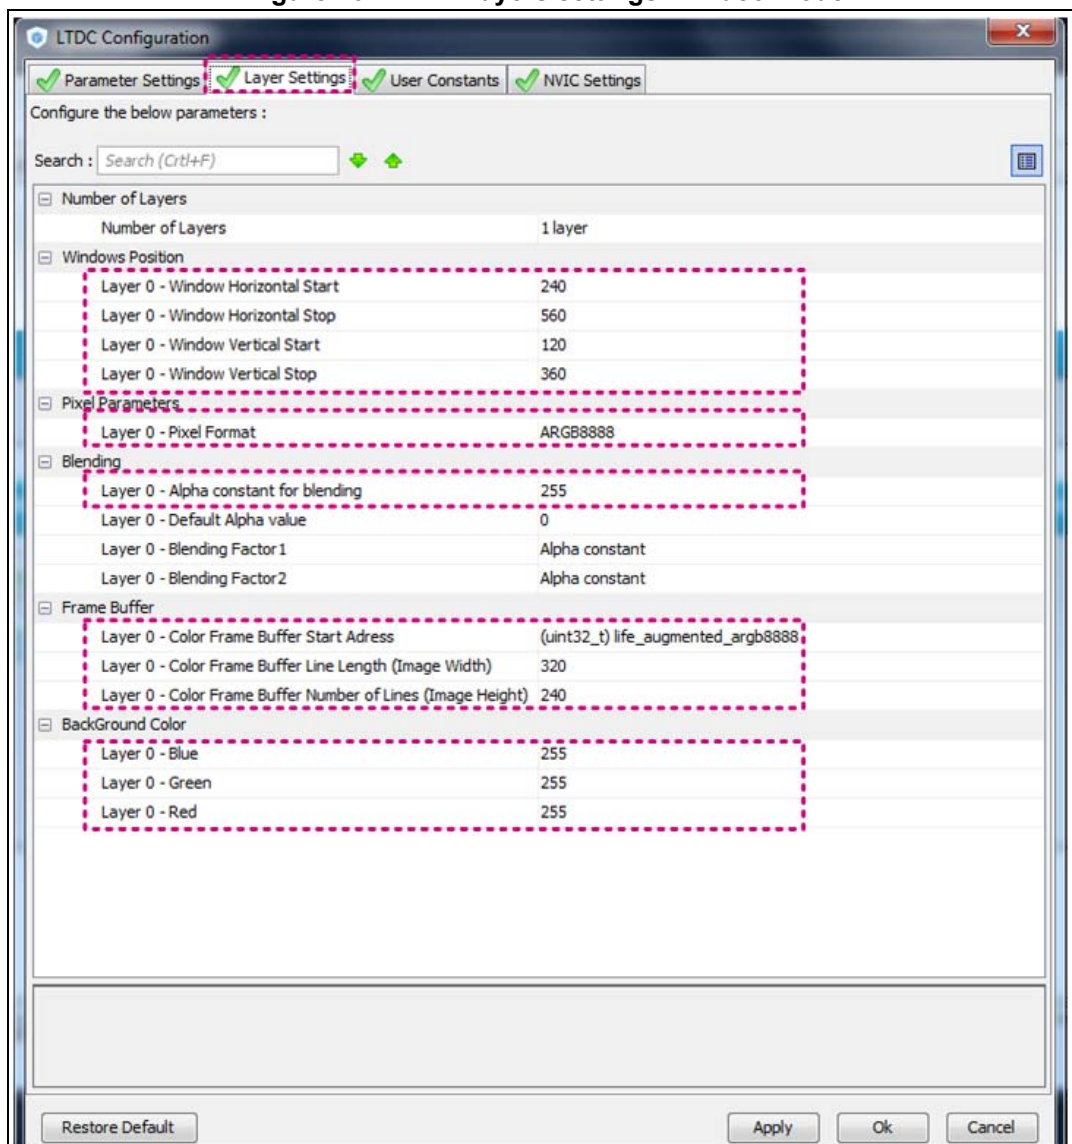 LTDC Configuration
Parameter Settings Layer Settings User Constants NVIC Settings
Configure the below parameters :
Search : Search (Crtl+F)
Number of Layers
Number of Layers 1 layer
Windows Position
Layer 0 - Window Horizontal Start 240
Layer 0 - Window Horizontal Stop 560
Layer 0 - Window Vertical Start 120
Layer 0 - Window Vertical Stop 360
Pixel Parameters
Layer 0 - Pixel Format ARGB8888
Blending
Layer 0 - Alpha constant for blending 255
Layer 0 - Default Alpha value 0
Layer 0 - Blending Factor1 Alpha constant
Layer 0 - Blending Factor2 Alpha constant
Frame Buffer
Layer 0 - Color Frame Buffer Start Adress (uint32_t) life_augmented_argb8888
Layer 0 - Color Frame Buffer Line Length (Image Width) 320
Layer 0 - Color Frame Buffer Number of Lines (Image Height) 240
BackGround Color
Layer 0 - Blue 255
Layer 0 - Green 255
Layer 0 - Red 255
Restore Default Apply Ok Cancel